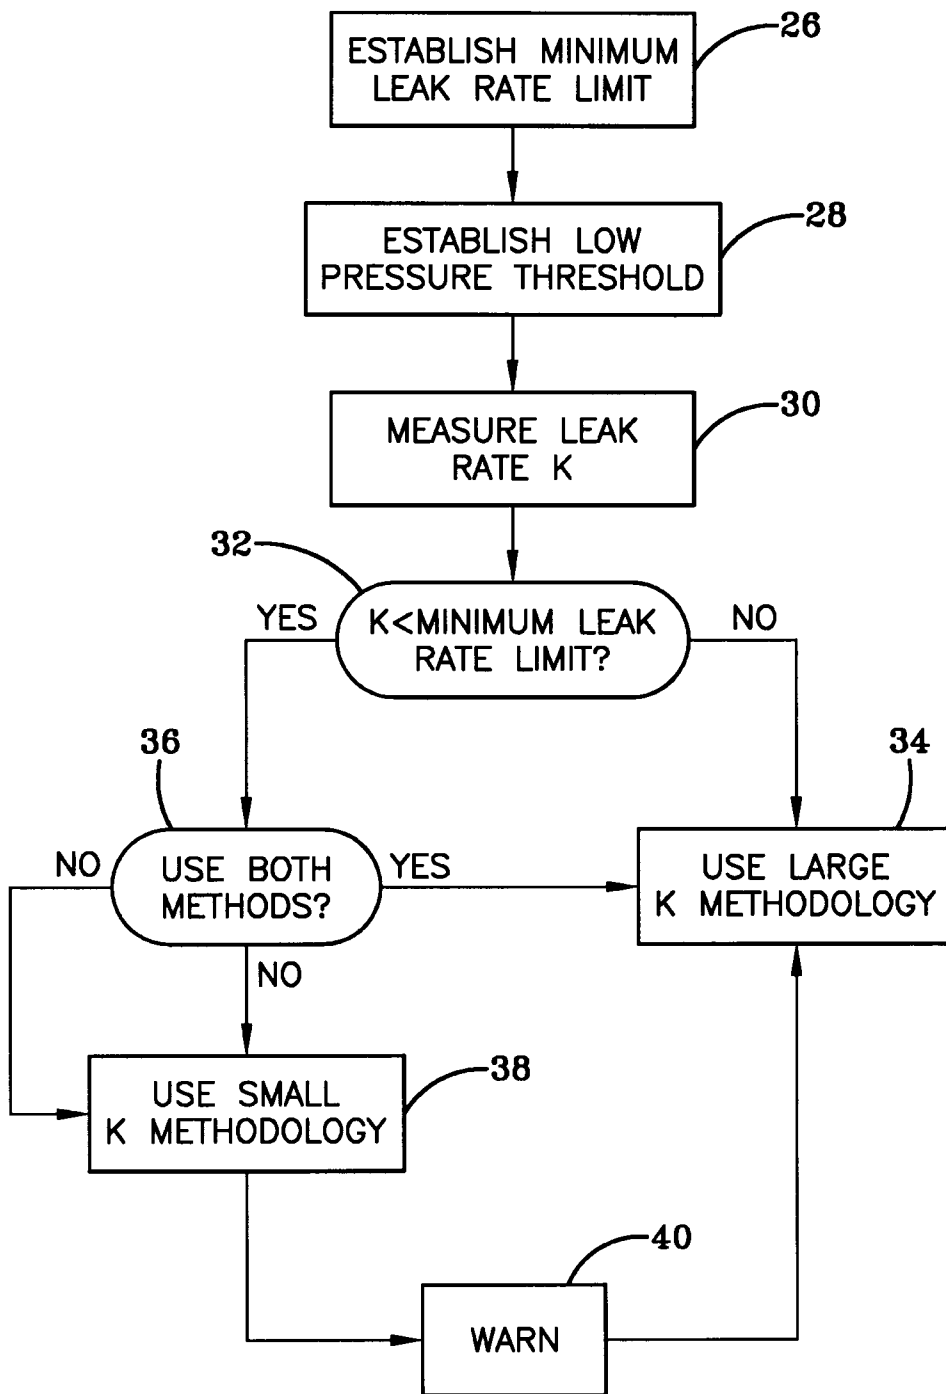 ESTABLISH MINIMUM
LEAK RATE LIMIT
26
ESTABLISH LOW
PRESSURE THRESHOLD
28
MEASURE LEAK
RATE K
30
32
YES
K<MINIMUM LEAK
RATE LIMIT?
NO
36
34
NO
USE BOTH
METHODS?
YES
USE LARGE
K METHODOLOGY
NO
USE SMALL
K METHODOLOGY
38
40
WARN